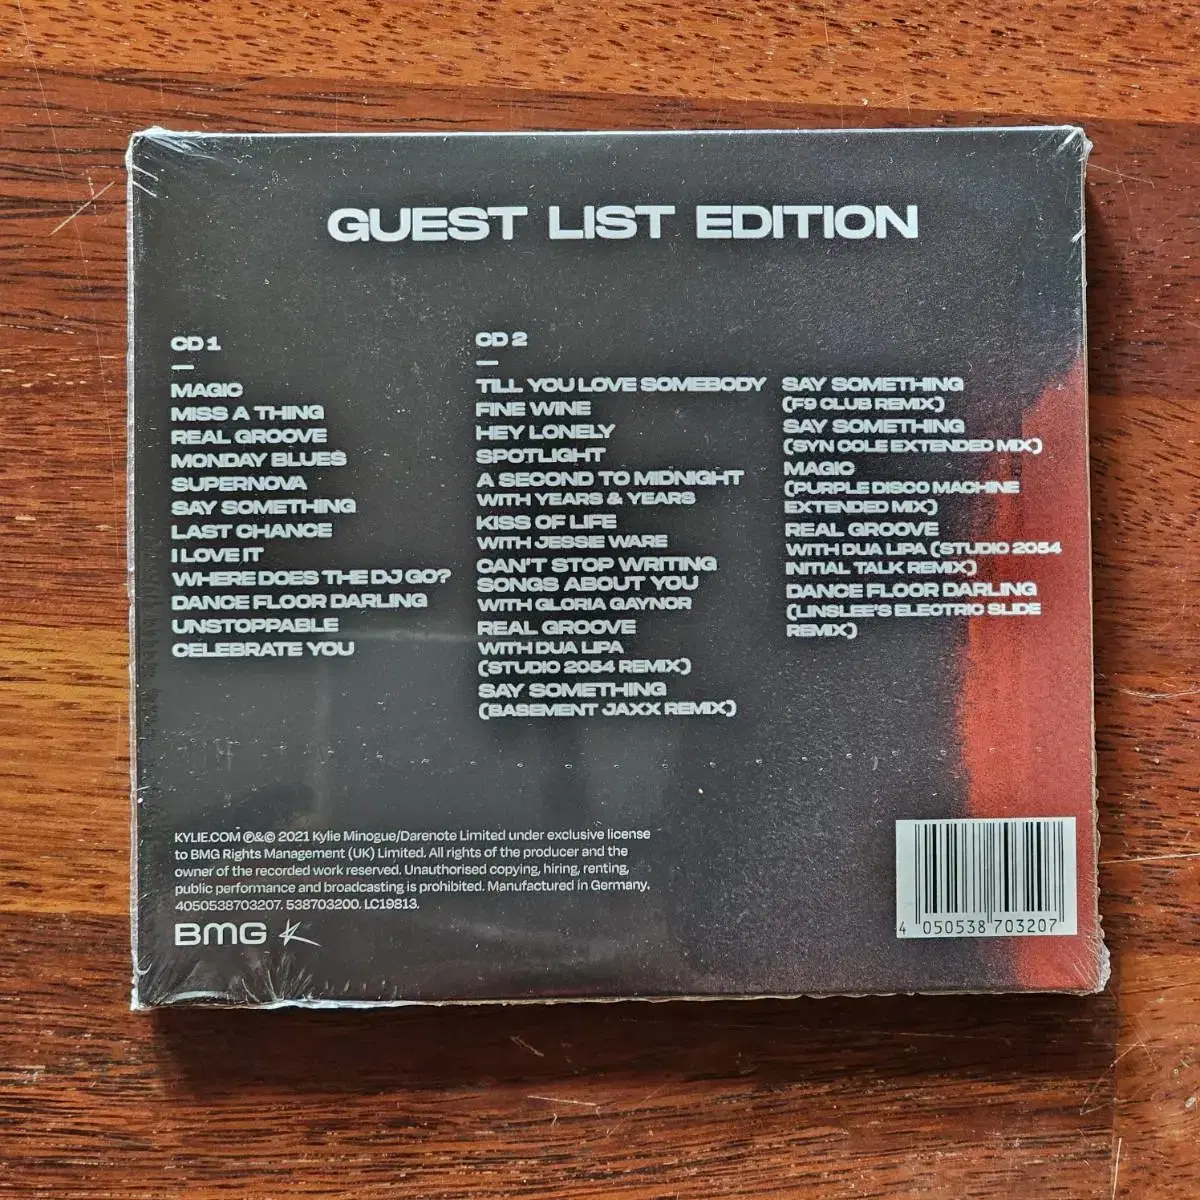 GUEST LIST EDITION
CD 1
MAGIC
MISS A THING
REAL GROOVE
MONDAY BLUES
SUPERNOVA
SAY SOMETHING
LAST CHANCE
I LOVE IT
WHERE DOES THE DJ GO?
DANCE FLOOR DARLING
UNSTOPPABLE
CELEBRATE YOU
CD 2
TILL YOU LOVE SOMEBODY
FINE WINE
HEY LONELY
SPOTLIGHT
A SECOND TO MIDNIGHT
WITH YEARS & YEARS
KISS OF LIFE
WITH JESSIE WARE
CAN'T STOP WRITING
SONGS ABOUT YOU
WITH GLORIA GAYNOR
REAL GROOVE
WITH DUA LIPA
(STUDIO 2054 REMIX)
SAY SOMETHING
(BASEMENT JAXX REMIX)
SAY SOMETHING
(F9 CLUB REMIX)
SAY SOMETHING
(SYN COLE EXTENDED MIX)
MAGIC
(PURPLE DISCO MACHINE
EXTENDED MIX)
REAL GROOVE
WITH DUA LIPA (STUDIO 2054
INITIAL TALK REMIX)
DANCE FLOOR DARLING
(LINSLEE'S ELECTRIC SLIDE
REMIX)
KYLIE.COM ℗&© 2021 Kylie Minogue/Darenote Limited under exclusive license
to BMG Rights Management (UK) Limited. All rights of the producer and the
owner of the recorded work reserved. Unauthorised copying, hiring, renting,
public performance and broadcasting is prohibited. Manufactured in Germany.
4050538703207. 538703200. LC19813.
BMG
4 050538 703207